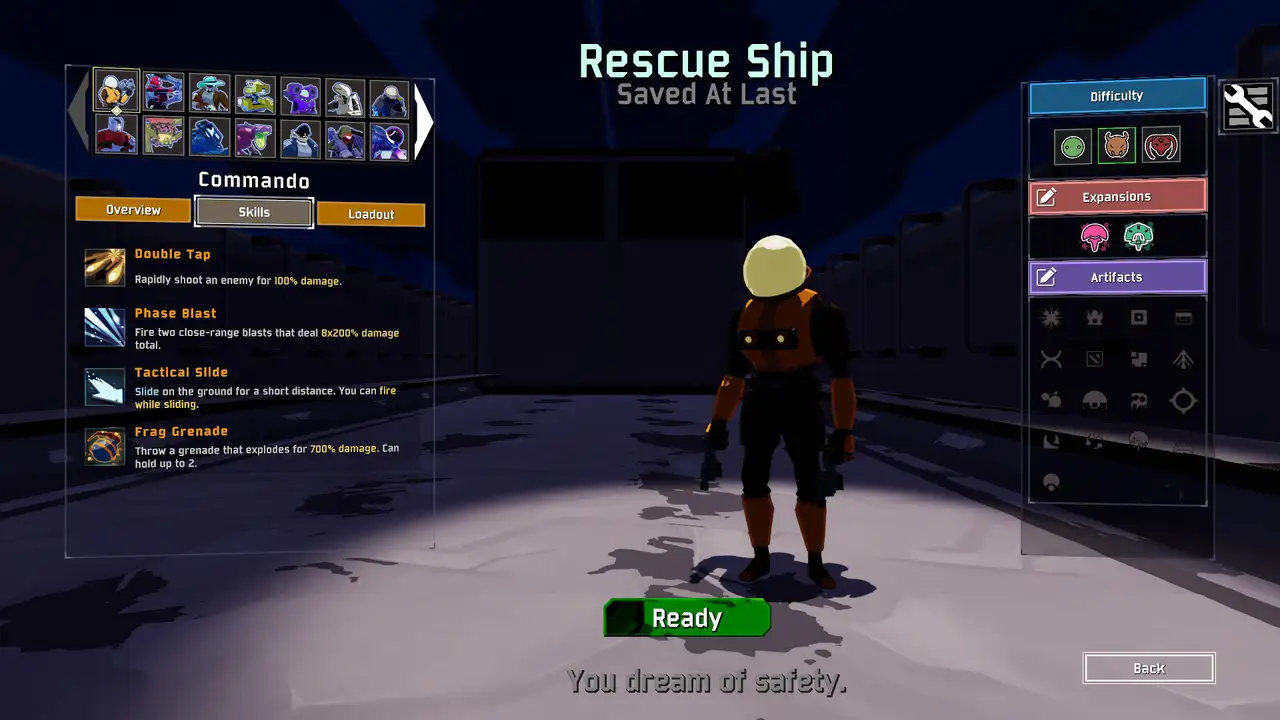 Rescue Ship
Saved At Last
Commando
Overview
Skills
Loadout
Double Tap
Rapidly shoot an enemy for 100% damage.
Phase Blast
Fire two close-range blasts that deal 8x200% damage
total.
Tactical Slide
Slide on the ground for a short distance. You can fire
while sliding.
Frag Grenade
Throw a grenade that explodes for 700% damage. Can
hold up to 2.
Difficulty
Expansions
Artifacts
Ready
You dream of safety.
Back